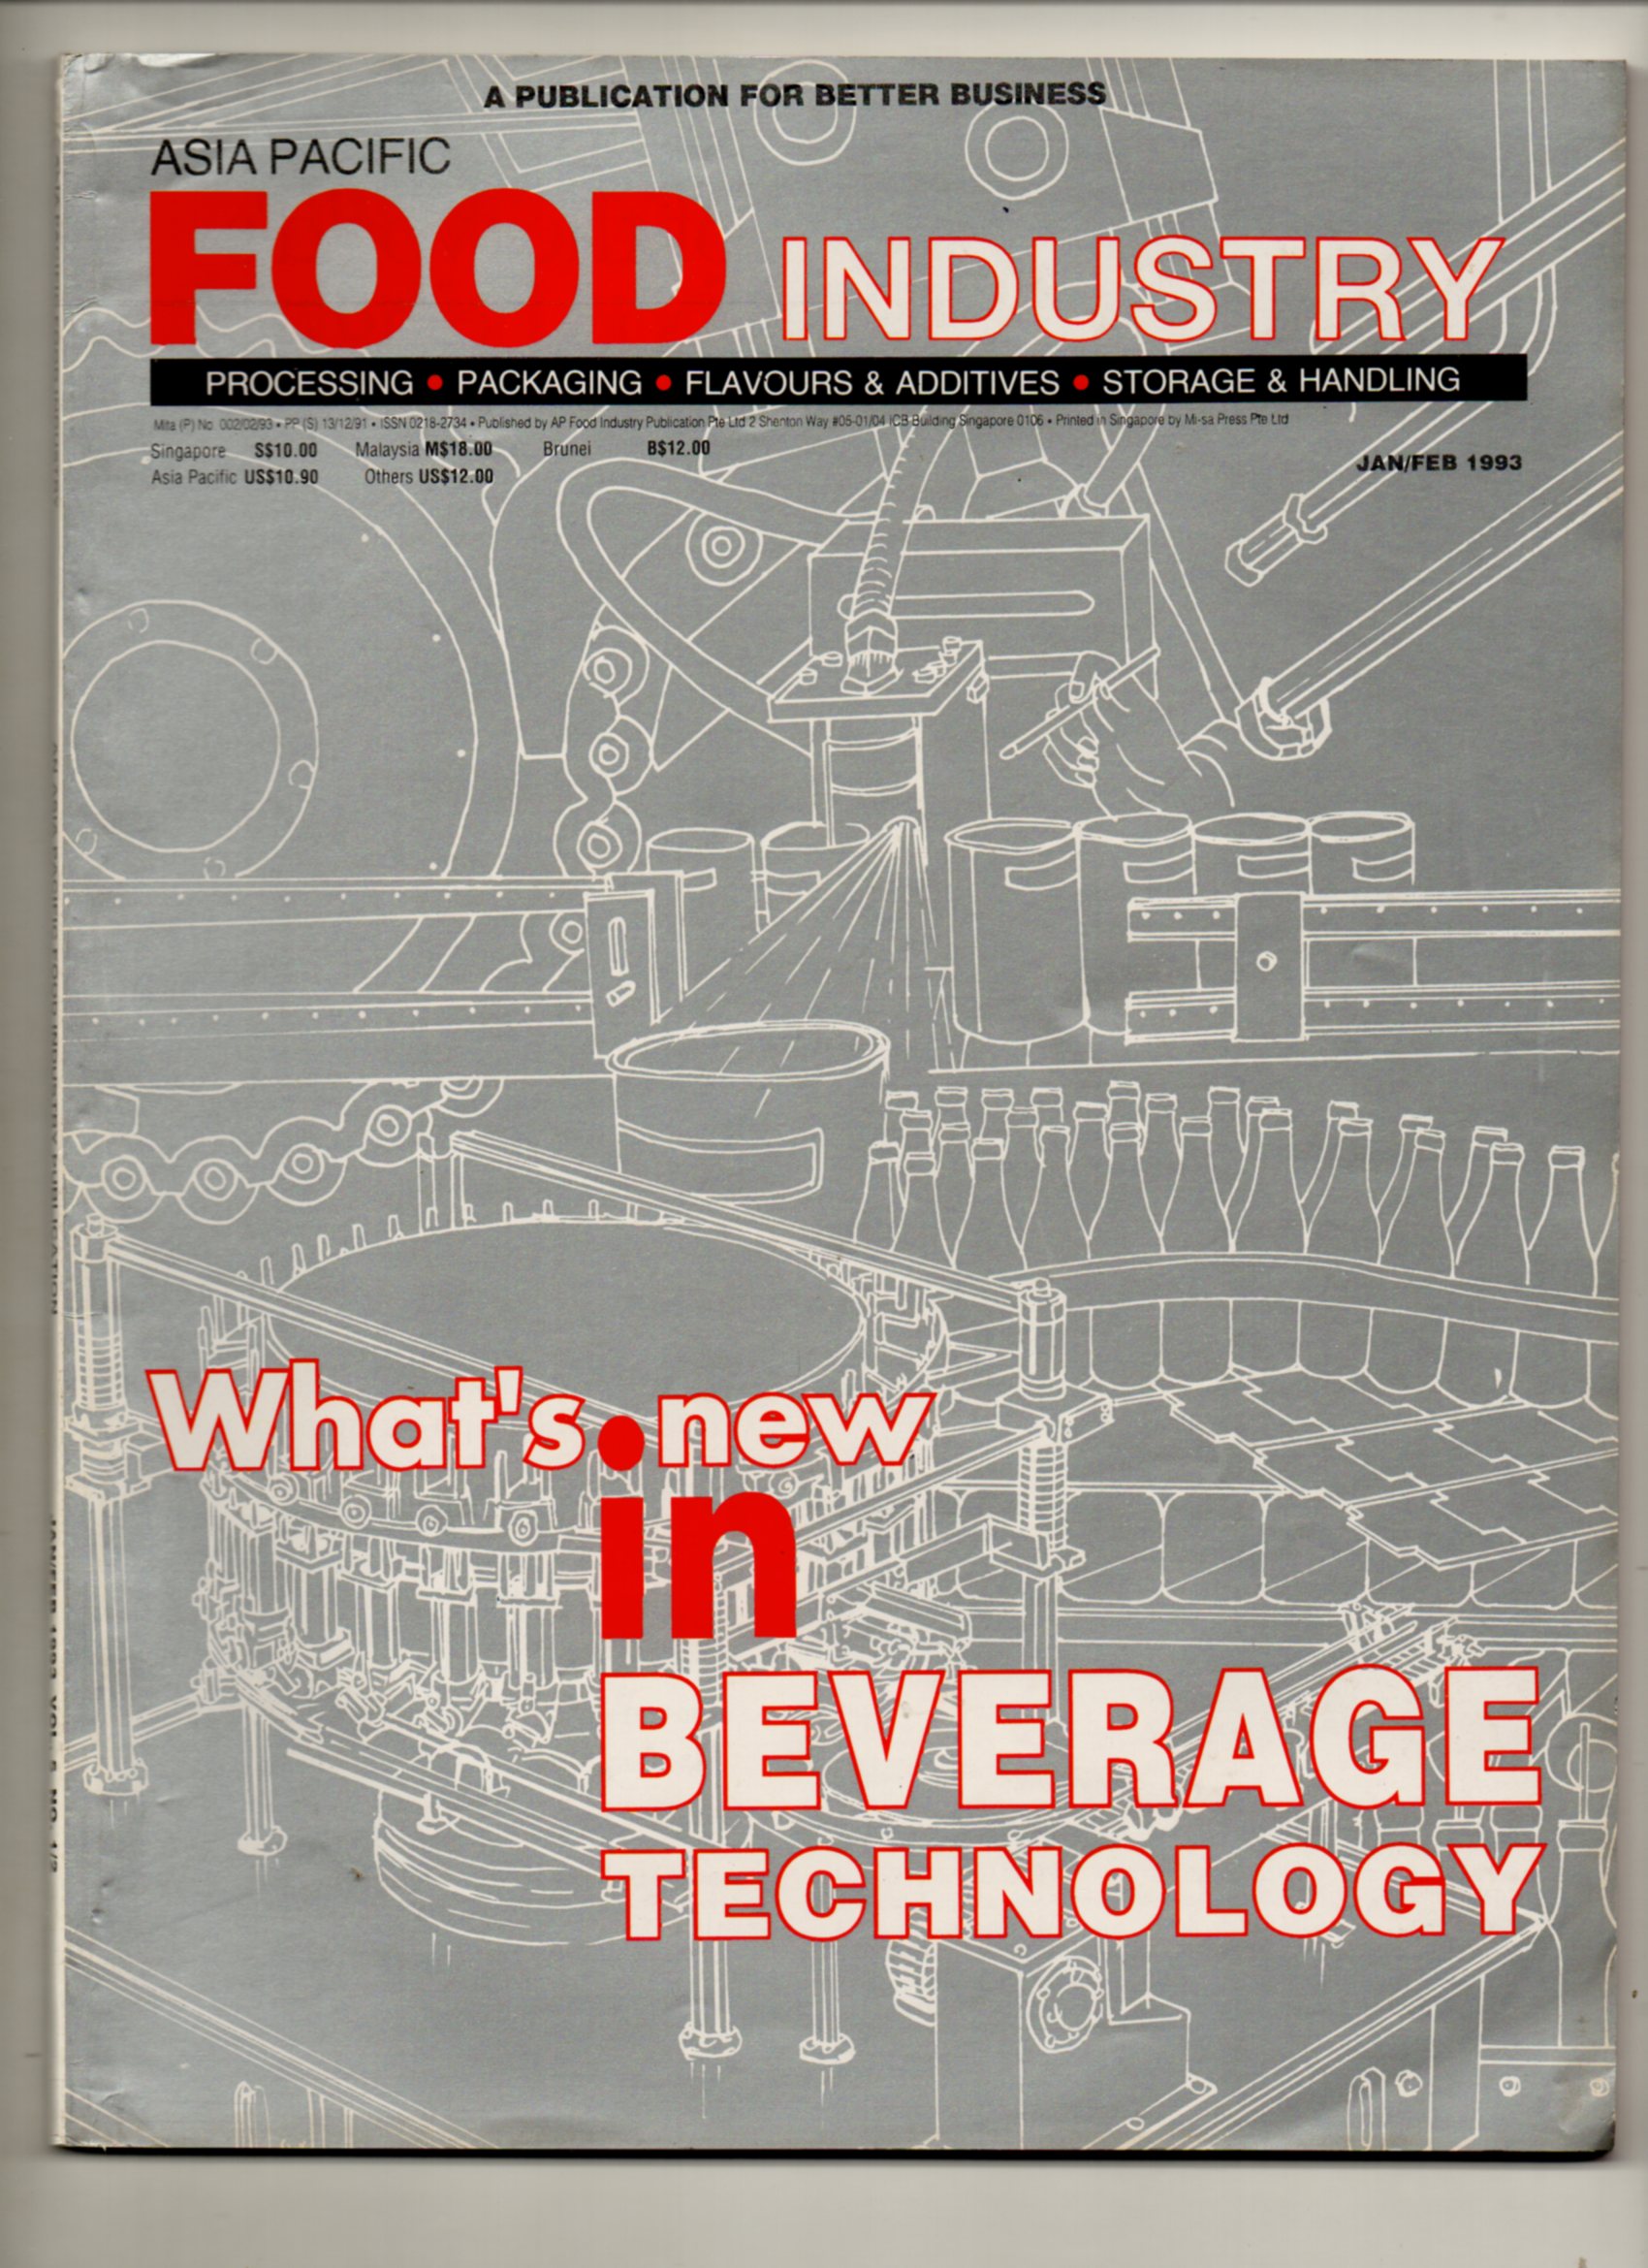 A PUBLICATION FOR BETTER BUSINESS
ASIA PACIFIC
FOOD INDUSTRY
PROCESSING • PACKAGING • FLAVOURS & ADDITIVES • STORAGE & HANDLING
Mita (P) No. 002/02/93 • PP (S) 13/12/91 • ISSN 0218-2734 • Published by AP Food Industry Publication Pte Ltd 2 Shenton Way #05-01/04 ICB Building Singapore 0106 • Printed in Singapore by Mi-sa Press Pte Ltd
Singapore S$10.00 Malaysia M$18.00 Brunei B$12.00
Asia Pacific US$10.90 Others US$12.00
JAN/FEB 1993
What's new
in
BEVERAGE
TECHNOLOGY